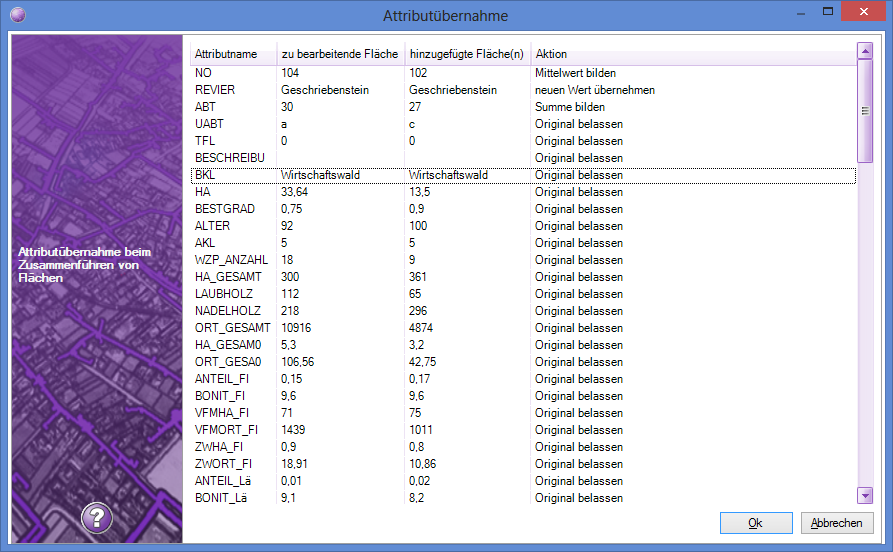 Attributübernahme
Attributübernahme beim
Zusammenführen von
Flächen
?
Attributname zu bearbeitende Fläche hinzugefügte Fläche(n) Aktion
NO 104 102 Mittelwert bilden
REVIER Geschriebenstein Geschriebenstein neuen Wert übernehmen
ABT 30 27 Summe bilden
UABT a c Original belassen
TFL 0 0 Original belassen
BESCHREIBU Original belassen
BKL Wirtschaftswald Wirtschaftswald Original belassen
HA 33,64 13,5 Original belassen
BESTGRAD 0,75 0,9 Original belassen
ALTER 92 100 Original belassen
AKL 5 5 Original belassen
WZP_ANZAHL 18 9 Original belassen
HA_GESAMT 300 361 Original belassen
LAUBHOLZ 112 65 Original belassen
NADELHOLZ 218 296 Original belassen
ORT_GESAMT 10916 4874 Original belassen
HA_GESAM0 5,3 3,2 Original belassen
ORT_GESA0 106,56 42,75 Original belassen
ANTEIL_FI 0,15 0,17 Original belassen
BONIT_FI 9,6 9,6 Original belassen
VFMHA_FI 71 75 Original belassen
VFMORT_FI 1439 1011 Original belassen
ZWHA_FI 0,9 0,8 Original belassen
ZWORT_FI 18,91 10,86 Original belassen
ANTEIL_Lä 0,01 0,02 Original belassen
BONIT_Lä 9,1 8,2 Original belassen
Ok Abbrechen